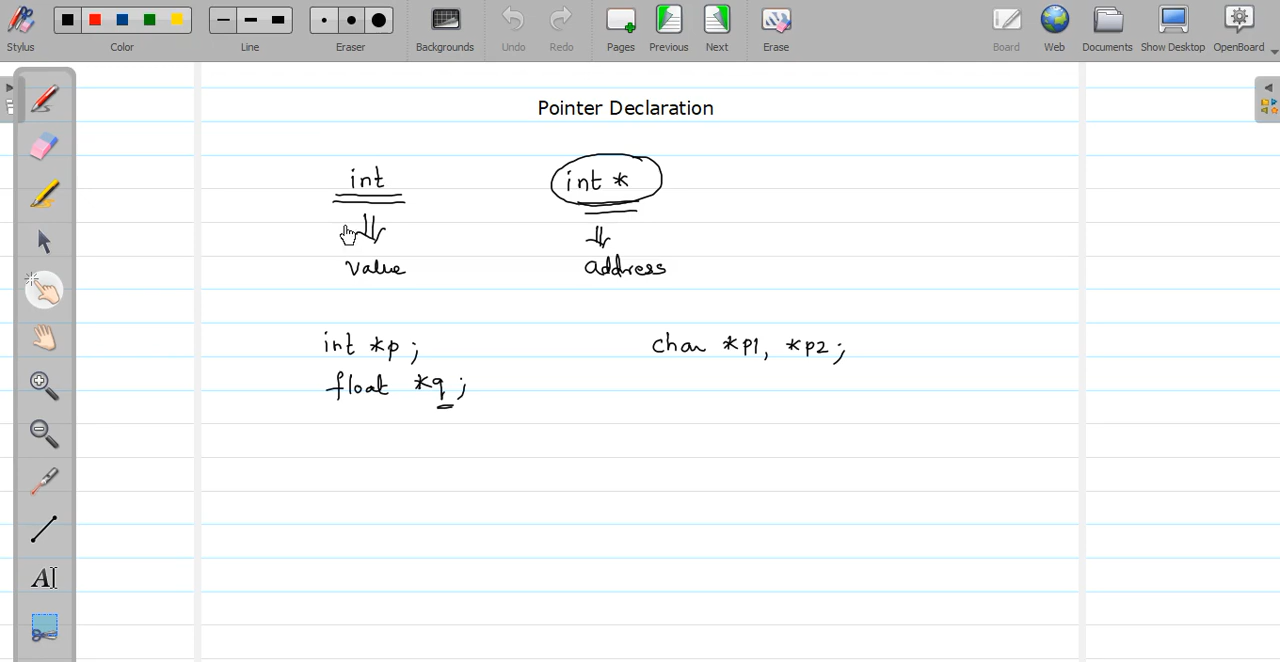 Stylus Color Line Eraser Backgrounds Undo Redo Pages Previous Next Erase Board Web Documents Show Desktop OpenBoard
Pointer Declaration
int int *
value address
int *p ; char *p1, *p2 ;
float *q ;
AI